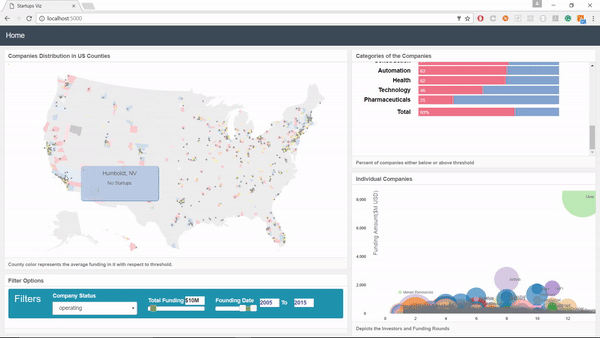 Startups Viz
localhost:5000
Home
Companies Distribution in US Counties
Humboldt, NV
No Startups
County color represents the average funding in it with respect to threshold.
Filter Options
Filters
Company Status
operating
Total Funding $10M
Founding Date 2005 To 2015
Categories of the Companies
Automation 63
Health 62
Technology
Pharmaceuticals
Total
Percent of companies either below or above threshold
Individual Companies
Funding Amount($M USD)
8,000
6,000
4,000
2,000
0
0 2 4 6 8 10 12
Depicts the Investors and Funding Rounds